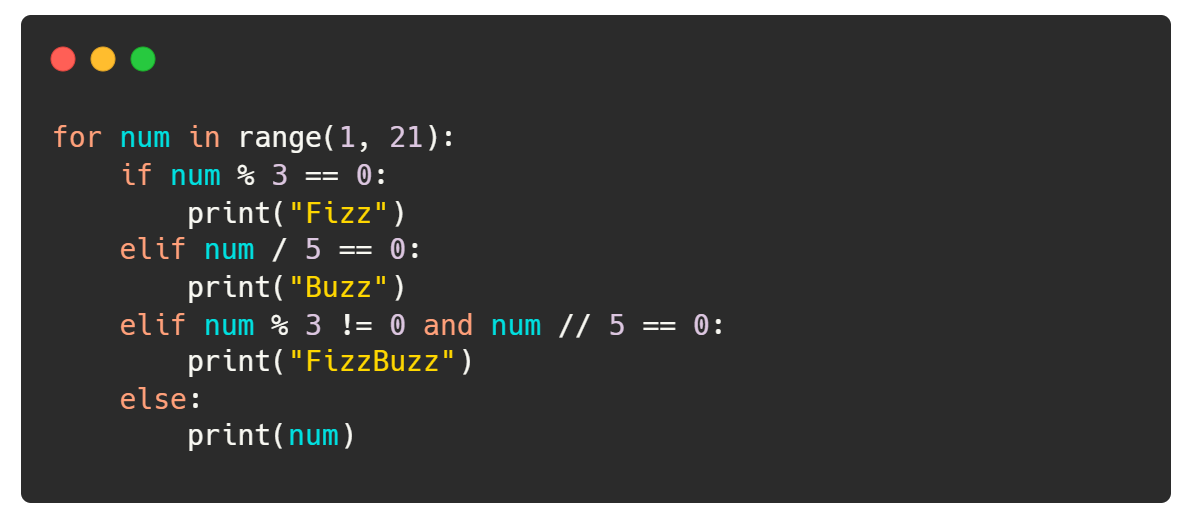 for num in range(1, 21):
    if num % 3 == 0:
        print("Fizz")
    elif num / 5 == 0:
        print("Buzz")
    elif num % 3 != 0 and num // 5 == 0:
        print("FizzBuzz")
    else:
        print(num)